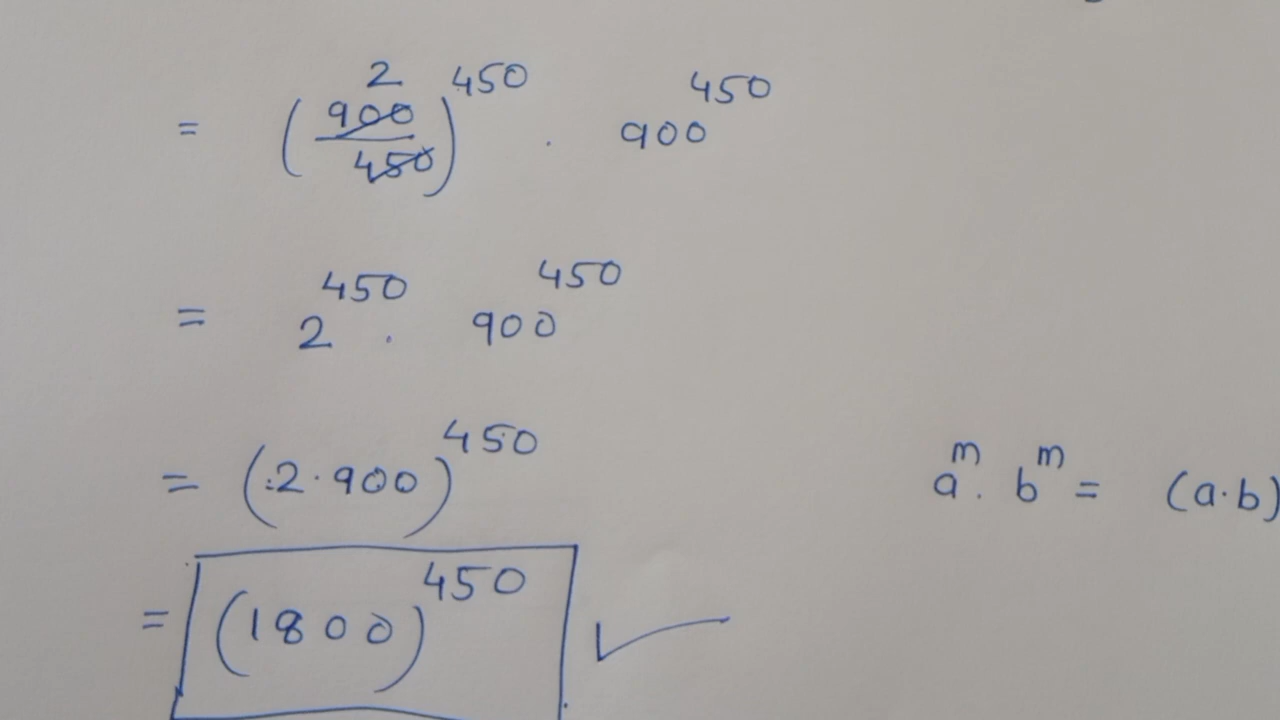 = (900/450)^450 2 . 900^450
= 2^450 . 900^450
= (2·900)^450
a^m . b^m = (a·b)
= (1800)^450 ✓